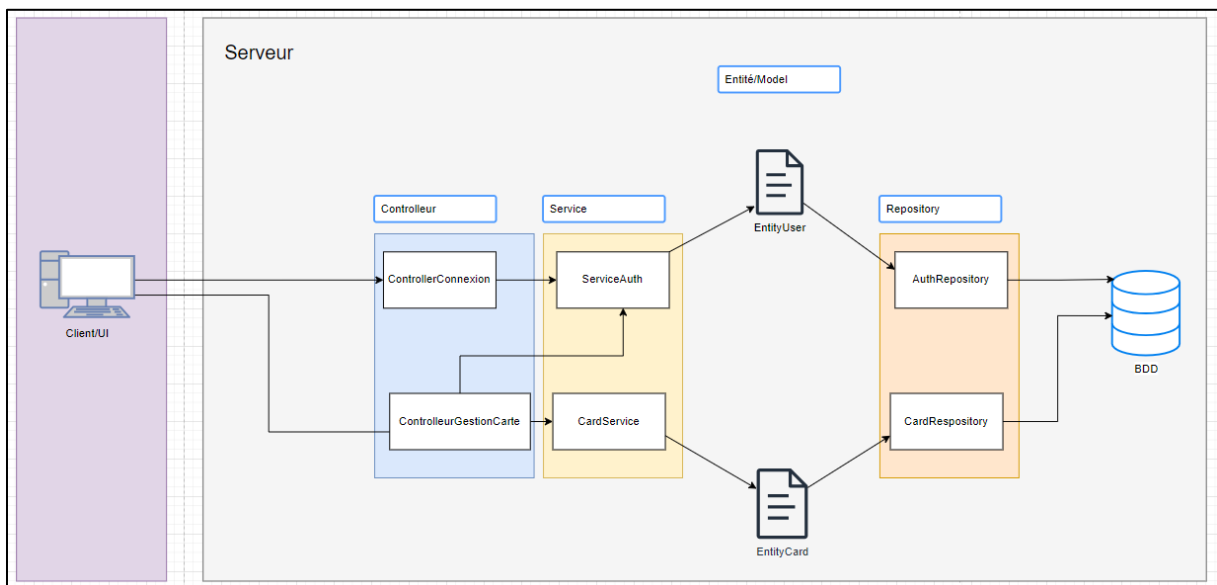 Serveur
Entité/Model
Controlleur
Service
Repository
EntityUser
ControllerConnexion
ServiceAuth
AuthRepository
Client/UI
BDD
ControlleurGestionCarte
CardService
CardRespository
EntityCard